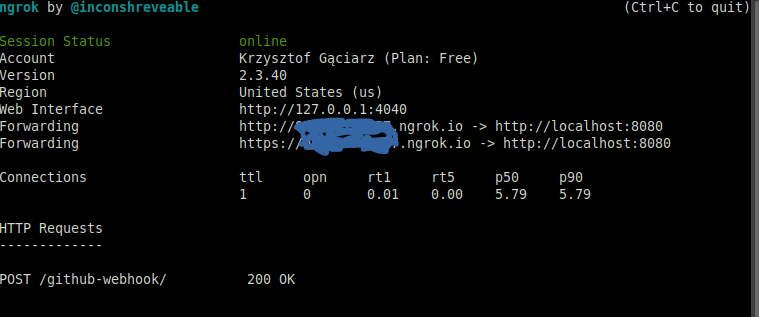 ngrok by @inconshreveable (Ctrl+C to quit)
Session Status online
Account Krzysztof Gąciarz (Plan: Free)
Version 2.3.40
Region United States (us)
Web Interface http://127.0.0.1:4040
Forwarding http:// .ngrok.io -> http://localhost:8080
Forwarding https:// .ngrok.io -> http://localhost:8080
Connections ttl opn rt1 rt5 p50 p90
1 0 0.01 0.00 5.79 5.79
HTTP Requests
-------------
POST /github-webhook/ 200 OK